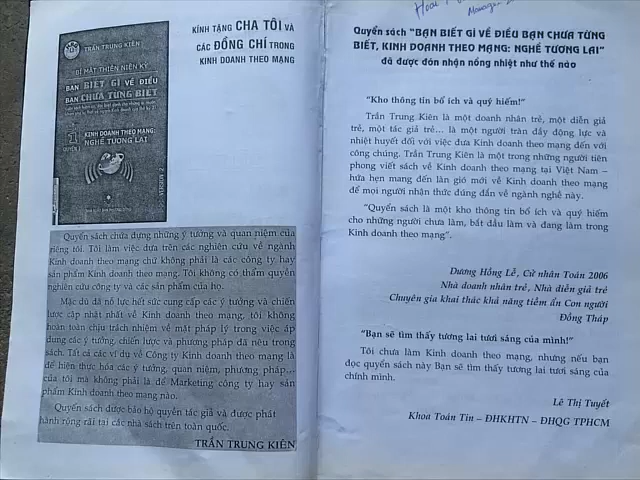 TRẦN TRUNG KIÊN
BÍ MẬT THIÊN NIÊN KỶ
BẠN BIẾT GÌ VỀ ĐIỀU
BẠN CHƯA TỪNG BIẾT
1
QUYỂN 1
KINH DOANH THEO MẠNG:
NGHỀ TƯƠNG LAI
KÍNH TẶNG CHA TÔI VÀ
CÁC ĐỒNG CHÍ TRONG
KINH DOANH THEO MẠNG
Quyển sách chứa đựng những ý tưởng và quan niệm của
riêng tôi. Tôi làm việc dựa trên các nghiên cứu về ngành
Kinh doanh theo mạng chứ không phải là các công ty hay
sản phẩm Kinh doanh theo mạng. Tôi không có thẩm quyền
nghiên cứu công ty và các sản phẩm của họ.
Mặc dù đã nổ lực hết sức cung cấp các ý tưởng và chiến
lược cập nhật nhất về Kinh doanh theo mạng, tôi không
hoàn toàn chịu trách nhiệm về mặt pháp lý trong việc áp
dụng các ý tưởng, chiến lược và phương pháp đã nêu trong
sách. Tất cả các ví dụ về Công ty Kinh doanh theo mạng là
để hiện thực hóa các ý tưởng, quan niệm, phương pháp...
của tôi mà không phải là để Marketing công ty hay sản
phẩm Kinh doanh theo mạng nào.
Quyển sách được bảo hộ quyền tác giả và được phát
hành rộng rãi tại các nhà sách trên toàn quốc.
TRẦN TRUNG KIÊN
Manager
Quyển sách "BẠN BIẾT GÌ VỀ ĐIỀU BẠN CHƯA TỪNG
BIẾT, KINH DOANH THEO MẠNG: NGHỀ TƯƠNG LAI"
đã được đón nhận nồng nhiệt như thế nào
"Kho thông tin bổ ích và quý hiếm!"
Trần Trung Kiên là một doanh nhân trẻ, một diễn giả
trẻ, một tác giả trẻ... là một người tràn đầy động lực và
nhiệt huyết đối với việc đưa Kinh doanh theo mạng đến với
công chúng. Trần Trung Kiên là một trong những người tiên
phong viết sách về Kinh doanh theo mạng tại Việt Nam –
hứa hẹn mang đến làn gió mới về Kinh doanh theo mạng
để mọi người nhận thức đúng đắn về ngành nghề này.
"Quyển sách là một kho thông tin bổ ích và quý hiếm
cho những người chưa làm, bắt đầu làm và đang làm trong
Kinh doanh theo mạng".
Dương Hồng Lễ, Cử nhân Toán 2006
Nhà doanh nhân trẻ, Nhà diễn giả trẻ
Chuyên gia khai thác khả năng tiềm ẩn Con người
Đồng Tháp
"Bạn sẽ tìm thấy tương lai tươi sáng của mình!"
Tôi chưa làm Kinh doanh theo mạng, nhưng nếu bạn
đọc quyển sách này Bạn sẽ tìm thấy tương lai tươi sáng của
chính mình.
Lê Thị Tuyết
Khoa Toán Tin – ĐHKHTN – ĐHQG TPHCM